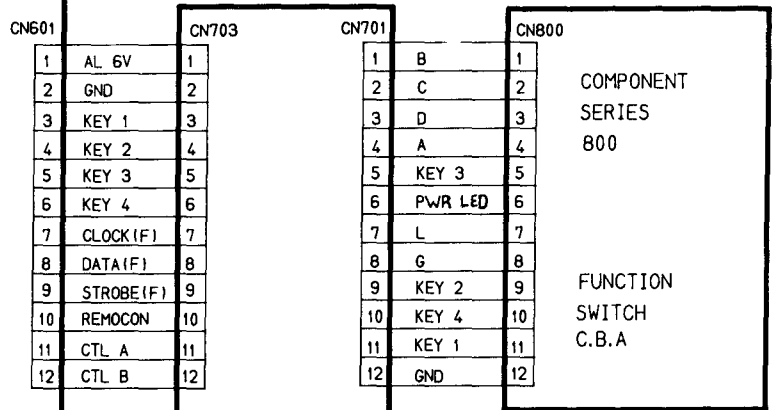 CN601 CN703 CN701 CN800
1 AL 6V 1 1 B 1
2 GND 2 2 C 2 COMPONENT
3 KEY 1 3 3 D 3 SERIES
4 KEY 2 4 4 A 4 800
5 KEY 3 5 5 KEY 3 5
6 KEY 4 6 6 PWR LED 6
7 CLOCK(F) 7 7 L 7
8 DATA(F) 8 8 G 8
9 STROBE(F) 9 9 KEY 2 9 FUNCTION
10 REMOCON 10 10 KEY 4 10 SWITCH
11 CTL A 11 11 KEY 1 11 C.B.A
12 CTL B 12 12 GND 12